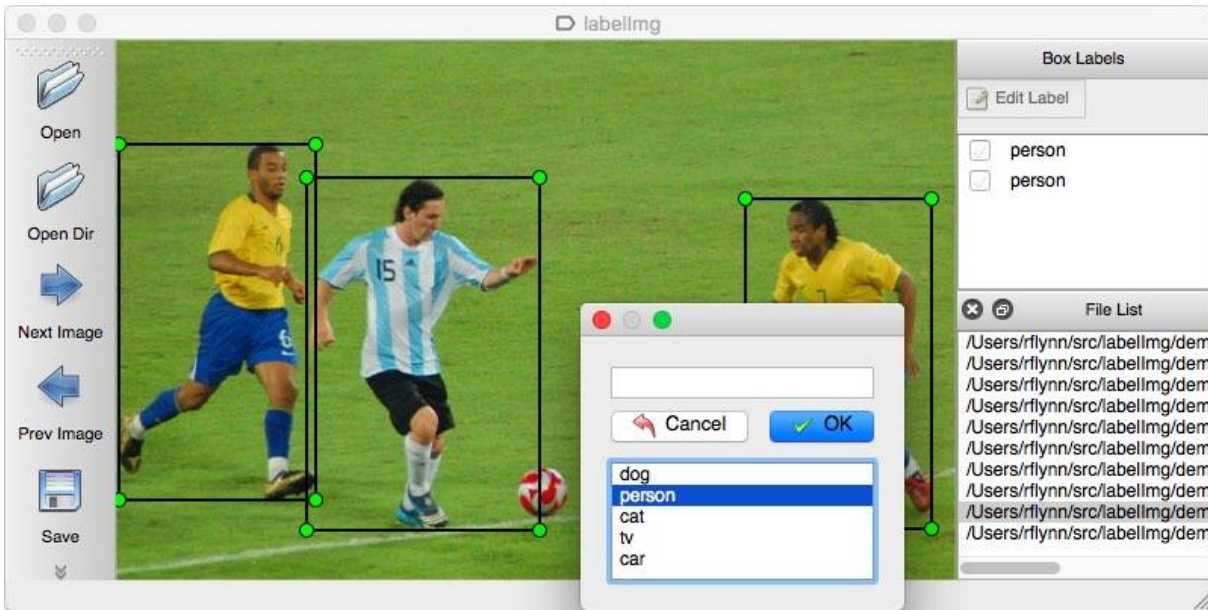 labelImg
Open
Open Dir
Next Image
Prev Image
Save
6
6
15
7
Cancel
OK
dog
person
cat
tv
car
Box Labels
Edit Label
person
person
File List
/Users/rflynn/src/labelImg/dem
/Users/rflynn/src/labelImg/dem
/Users/rflynn/src/labelImg/dem
/Users/rflynn/src/labelImg/dem
/Users/rflynn/src/labelImg/dem
/Users/rflynn/src/labelImg/dem
/Users/rflynn/src/labelImg/dem
/Users/rflynn/src/labelImg/dem
/Users/rflynn/src/labelImg/dem
/Users/rflynn/src/labelImg/dem